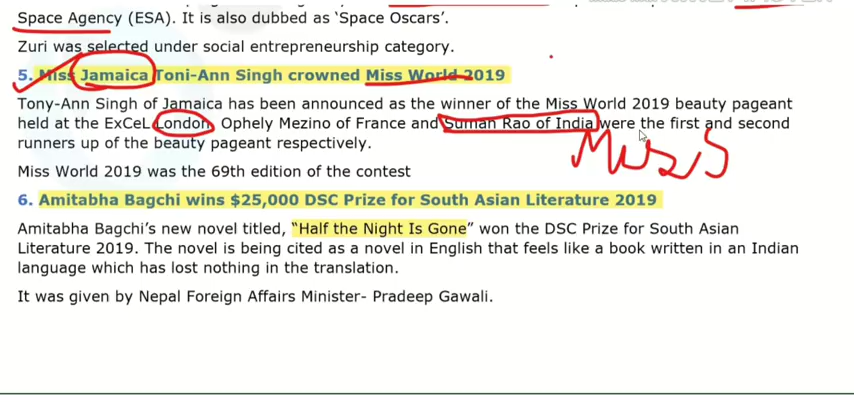 Space Agency (ESA). It is also dubbed as ‘Space Oscars’.
Zuri was selected under social entrepreneurship category.
5. Miss Jamaica Toni-Ann Singh crowned Miss World 2019
Tony-Ann Singh of Jamaica has been announced as the winner of the Miss World 2019 beauty pageant
held at the ExCeL London. Ophely Mezino of France and Suman Rao of India were the first and second
runners up of the beauty pageant respectively.
Miss
Miss World 2019 was the 69th edition of the contest
6. Amitabha Bagchi wins $25,000 DSC Prize for South Asian Literature 2019
Amitabha Bagchi’s new novel titled, “Half the Night Is Gone” won the DSC Prize for South Asian
Literature 2019. The novel is being cited as a novel in English that feels like a book written in an Indian
language which has lost nothing in the translation.
It was given by Nepal Foreign Affairs Minister- Pradeep Gawali.